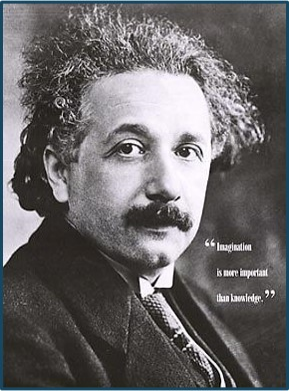 “Imagination
is more important
than knowledge.”